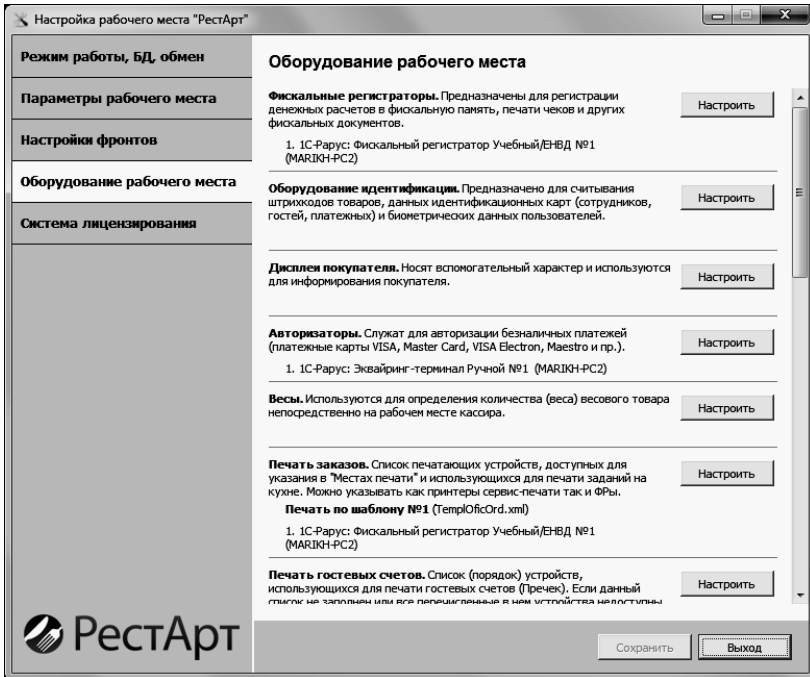 Настройка рабочего места "РестАрт"
Режим работы, БД, обмен
Параметры рабочего места
Настройки фронтов
Оборудование рабочего места
Система лицензирования
РестАрт
Оборудование рабочего места
Фискальные регистраторы. Предназначены для регистрации
денежных расчетов в фискальную память, печати чеков и других
фискальных документов.
1. 1С-Рарус: Фискальный регистратор Учебный/ЕНВД №1
(MARIKH-PC2)
Настроить
Оборудование идентификации. Предназначено для считывания
штрихкодов товаров, данных идентификационных карт (сотрудников,
гостей, платежных) и биометрических данных пользователей.
Настроить
Дисплеи покупателя. Носят вспомогательный характер и используются
для информирования покупателя.
Настроить
Авторизаторы. Служат для авторизации безналичных платежей
(платежные карты VISA, Master Card, VISA Electron, Maestro и пр.).
1. 1С-Рарус: Эквайринг-терминал Ручной №1 (MARIKH-PC2)
Настроить
Весы. Используются для определения количества (веса) весового товара
непосредственно на рабочем месте кассира.
Настроить
Печать заказов. Список печатающих устройств, доступных для
указания в "Местах печати" и использующихся для печати заданий на
кухне. Можно указывать как принтеры сервис-печати так и ФРы.
Печать по шаблону №1 (TemplOficOrd.xml)
1. 1С-Рарус: Фискальный регистратор Учебный/ЕНВД №1
(MARIKH-PC2)
Настроить
Печать гостевых счетов. Список (порядок) устройств,
использующихся для печати гостевых счетов (Пречек). Если данный
список не заполнен или все перечисленные в нем устройства недоступны
Настроить
Сохранить
Выход